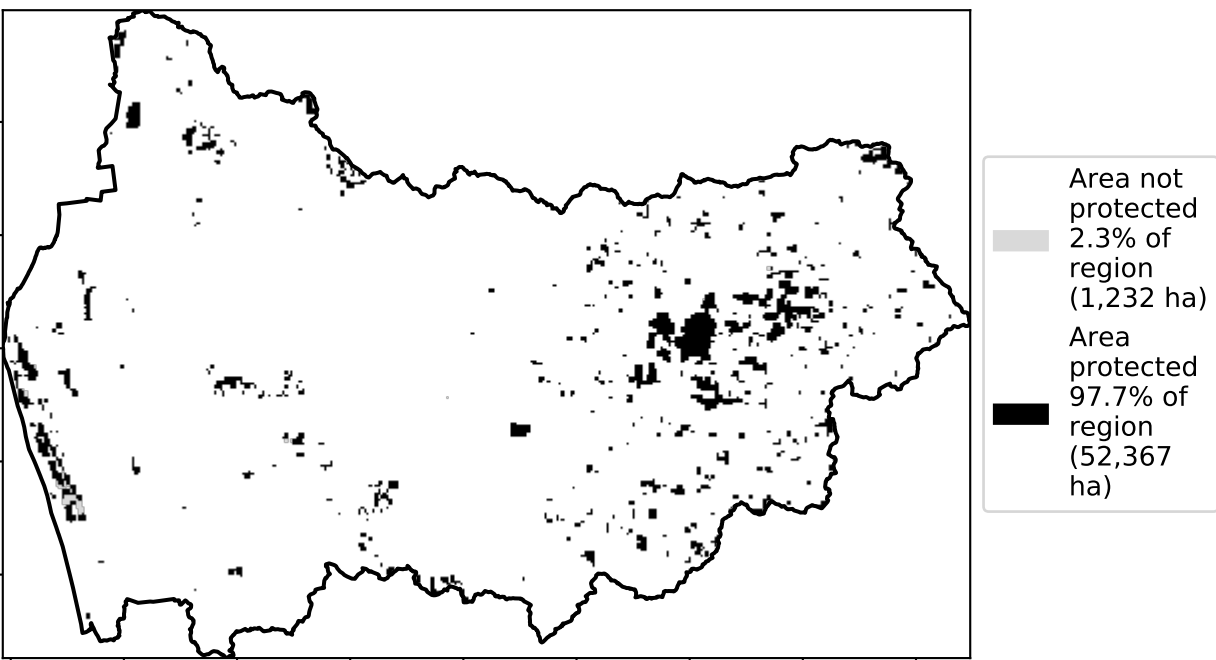 Area not
protected
2.3% of
region
(1,232 ha)
Area
protected
97.7% of
region
(52,367
ha)